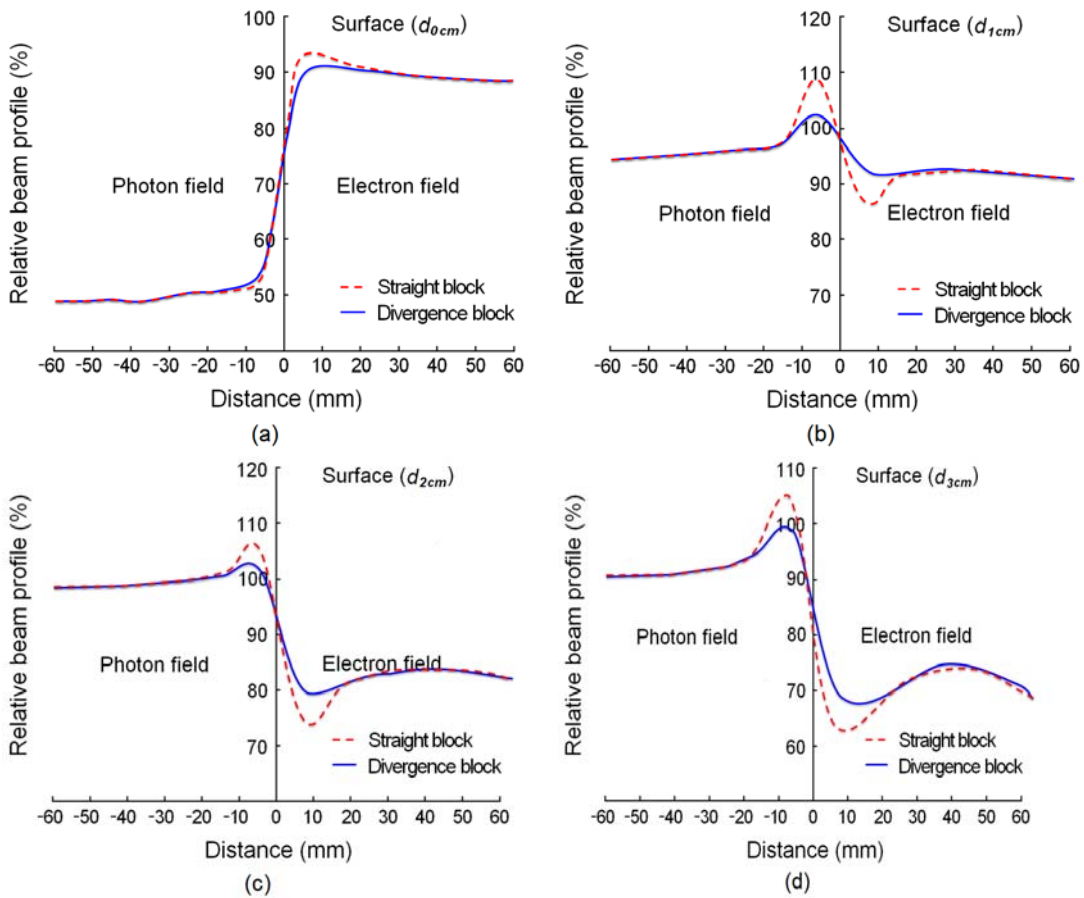 Surface (d0cm)
Relative beam profile (%)
100
90
80
70
60
50
Photon field
Electron field
Straight block
Divergence block
-60 -50 -40 -30 -20 -10 0 10 20 30 40 50 60
Distance (mm)
(a)
Surface (d1cm)
Relative beam profile (%)
120
110
100
90
80
70
Photon field
Electron field
Straight block
Divergence block
-60 -50 -40 -30 -20 -10 0 10 20 30 40 50 60
Distance (mm)
(b)
Surface (d2cm)
Relative beam profile (%)
120
110
100
90
80
70
Photon field
Electron field
Straight block
Divergence block
-60 -50 -40 -30 -20 -10 0 10 20 30 40 50 60
Distance (mm)
(c)
Surface (d3cm)
Relative beam profile (%)
110
100
90
80
70
60
Photon field
Electron field
Straight block
Divergence block
-60 -50 -40 -30 -20 -10 0 10 20 30 40 50 60
Distance (mm)
(d)